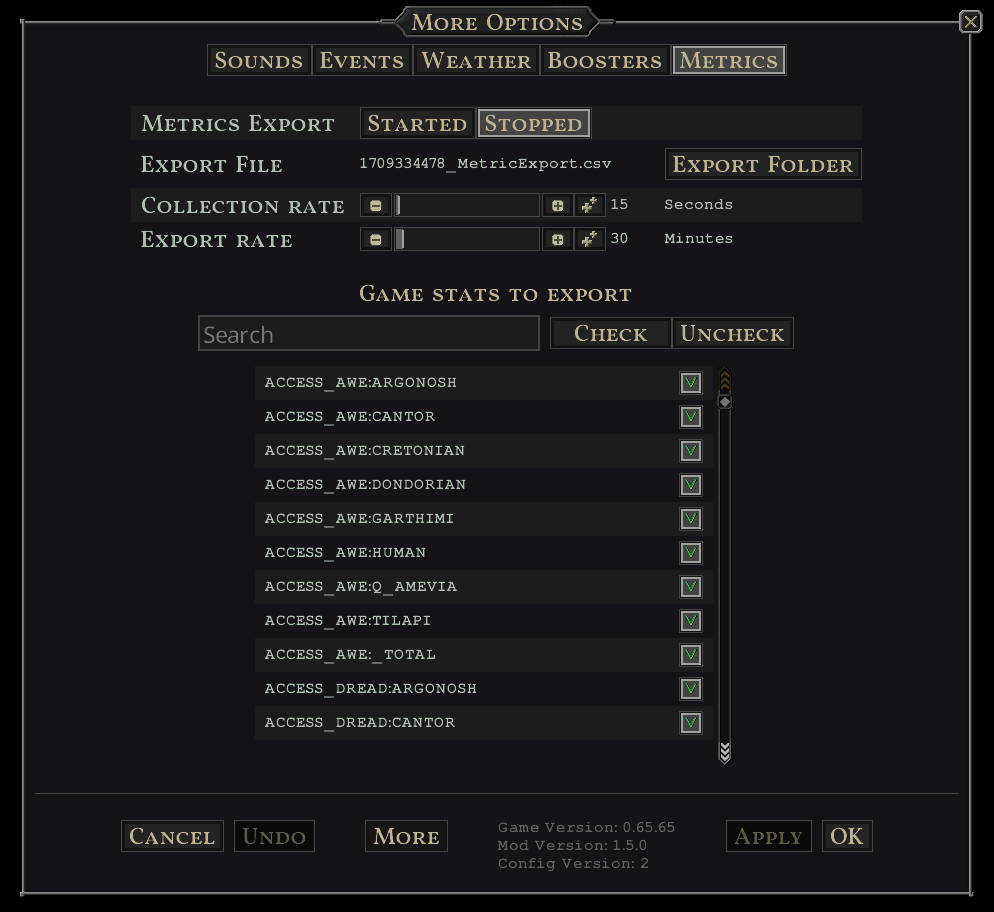 More Options
Sounds Events Weather Boosters Metrics
Metrics Export Started Stopped
Export File 1709334478_MetricExport.csv Export Folder
Collection rate 15 Seconds
Export rate 30 Minutes
Game stats to export
Search Check Uncheck
ACCESS_AWE:ARGONOSH
ACCESS_AWE:CANTOR
ACCESS_AWE:CRETONIAN
ACCESS_AWE:DONDORIAN
ACCESS_AWE:GARTHIMI
ACCESS_AWE:HUMAN
ACCESS_AWE:Q_AMEVIA
ACCESS_AWE:TILAPI
ACCESS_AWE:_TOTAL
ACCESS_DREAD:ARGONOSH
ACCESS_DREAD:CANTOR
Cancel Undo More Apply OK
Game Version: 0.65.65
Mod Version: 1.5.0
Config Version: 2